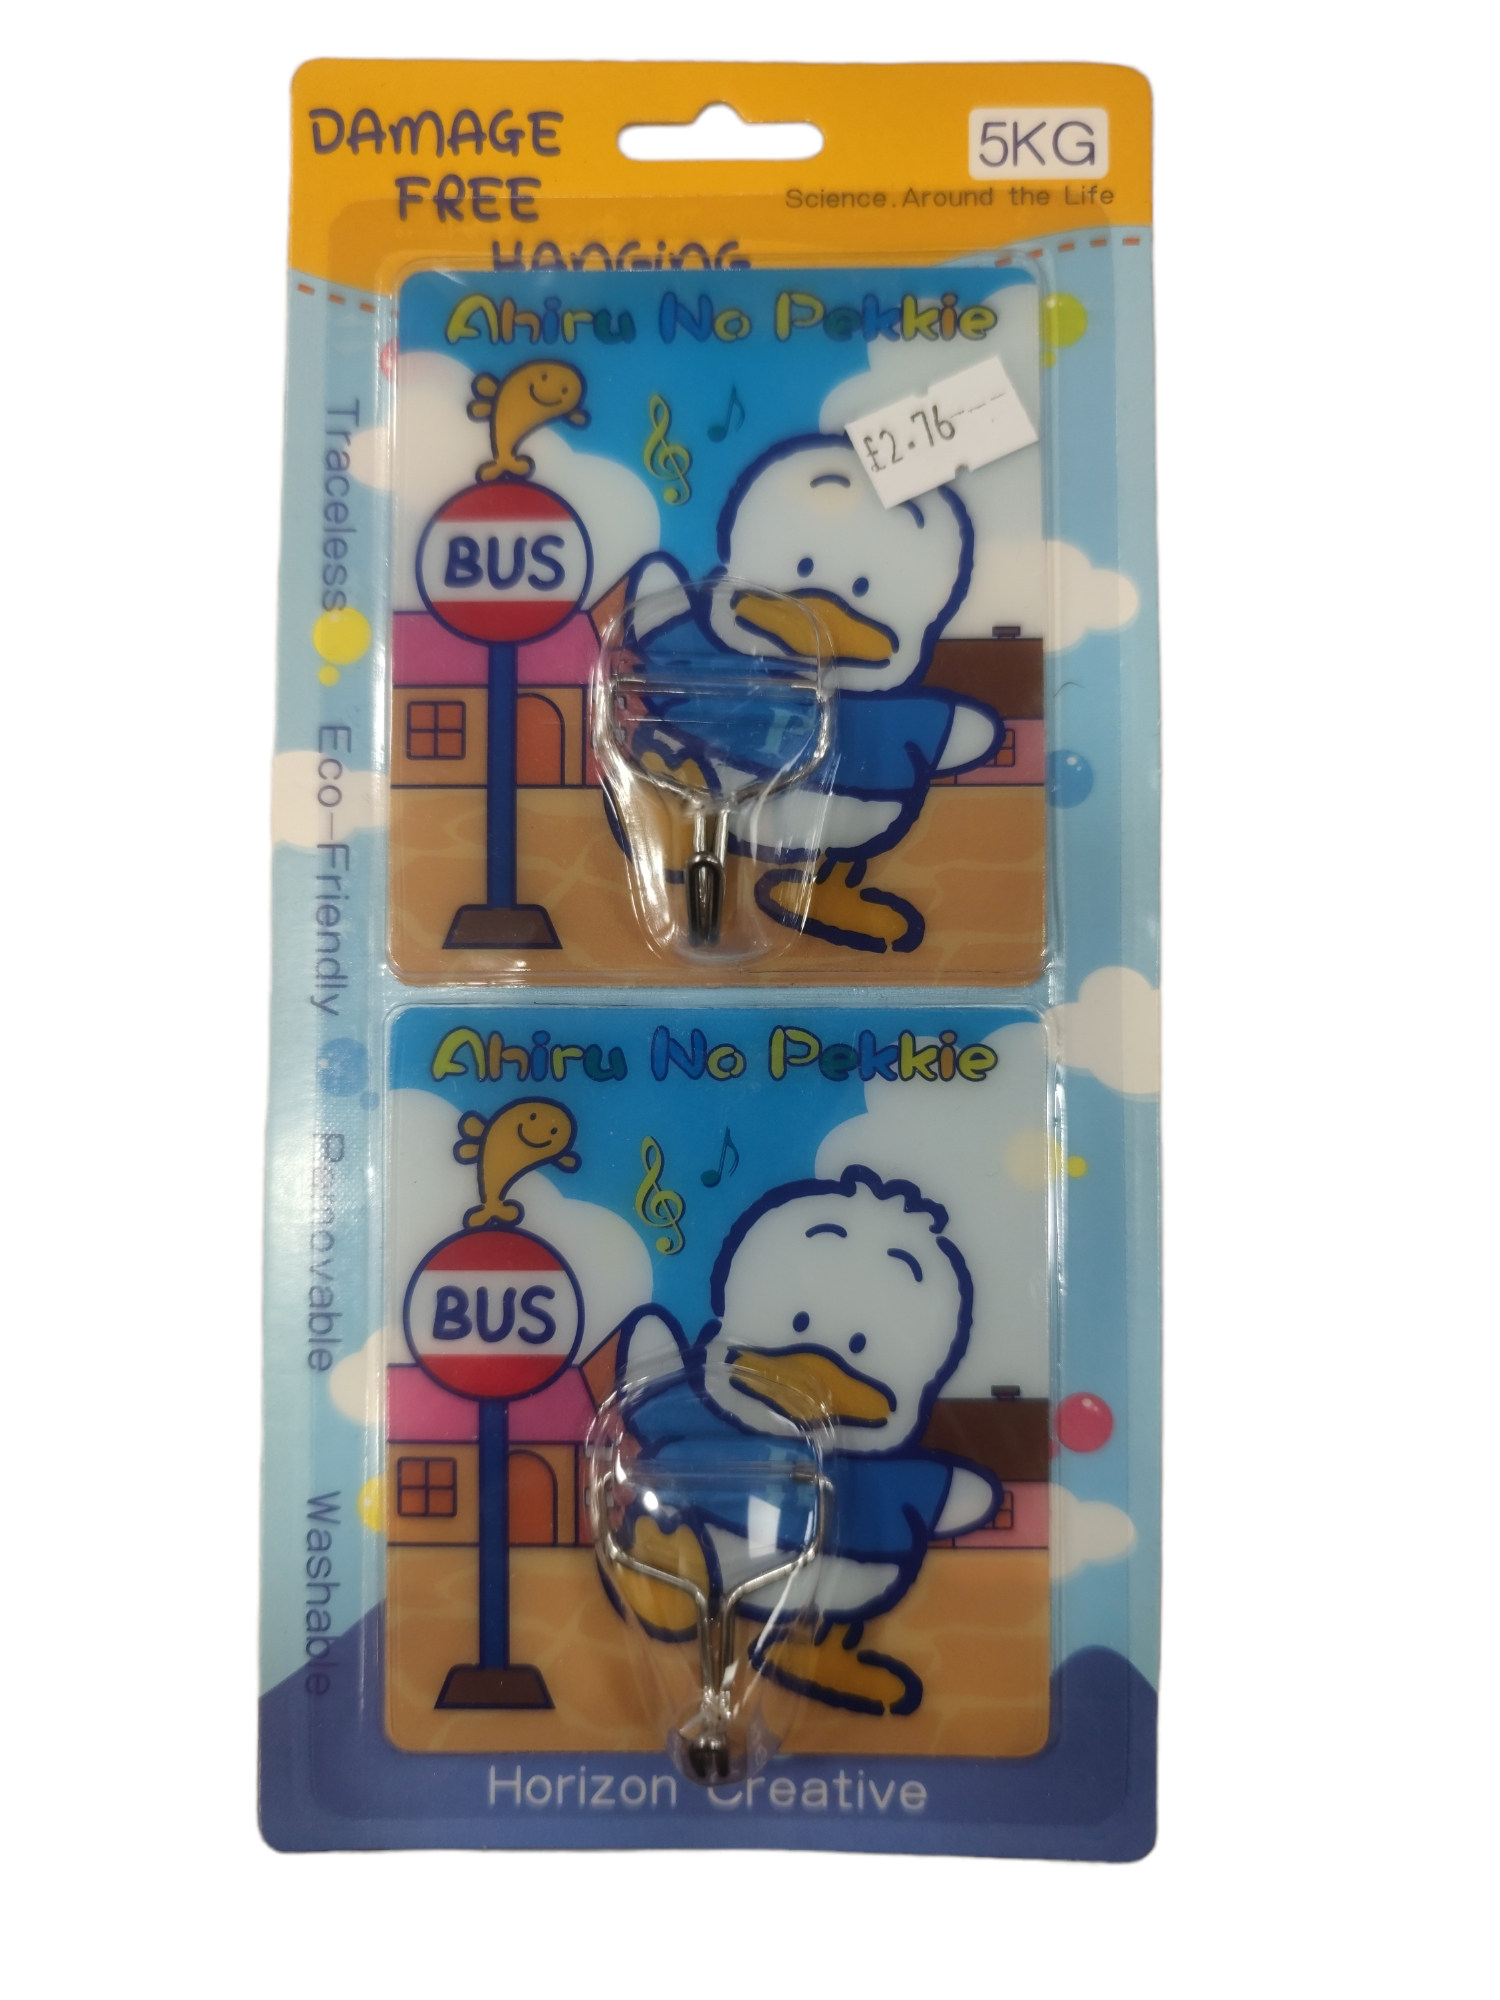 DAMAGE
FREE
HANGING
5KG
Science.Around the Life
Ahiru No Pekkie
£2.76
BUS
Traceless
Eco-Friendly
Removable
Washable
Ahiru No Pekkie
BUS
Horizon Creative